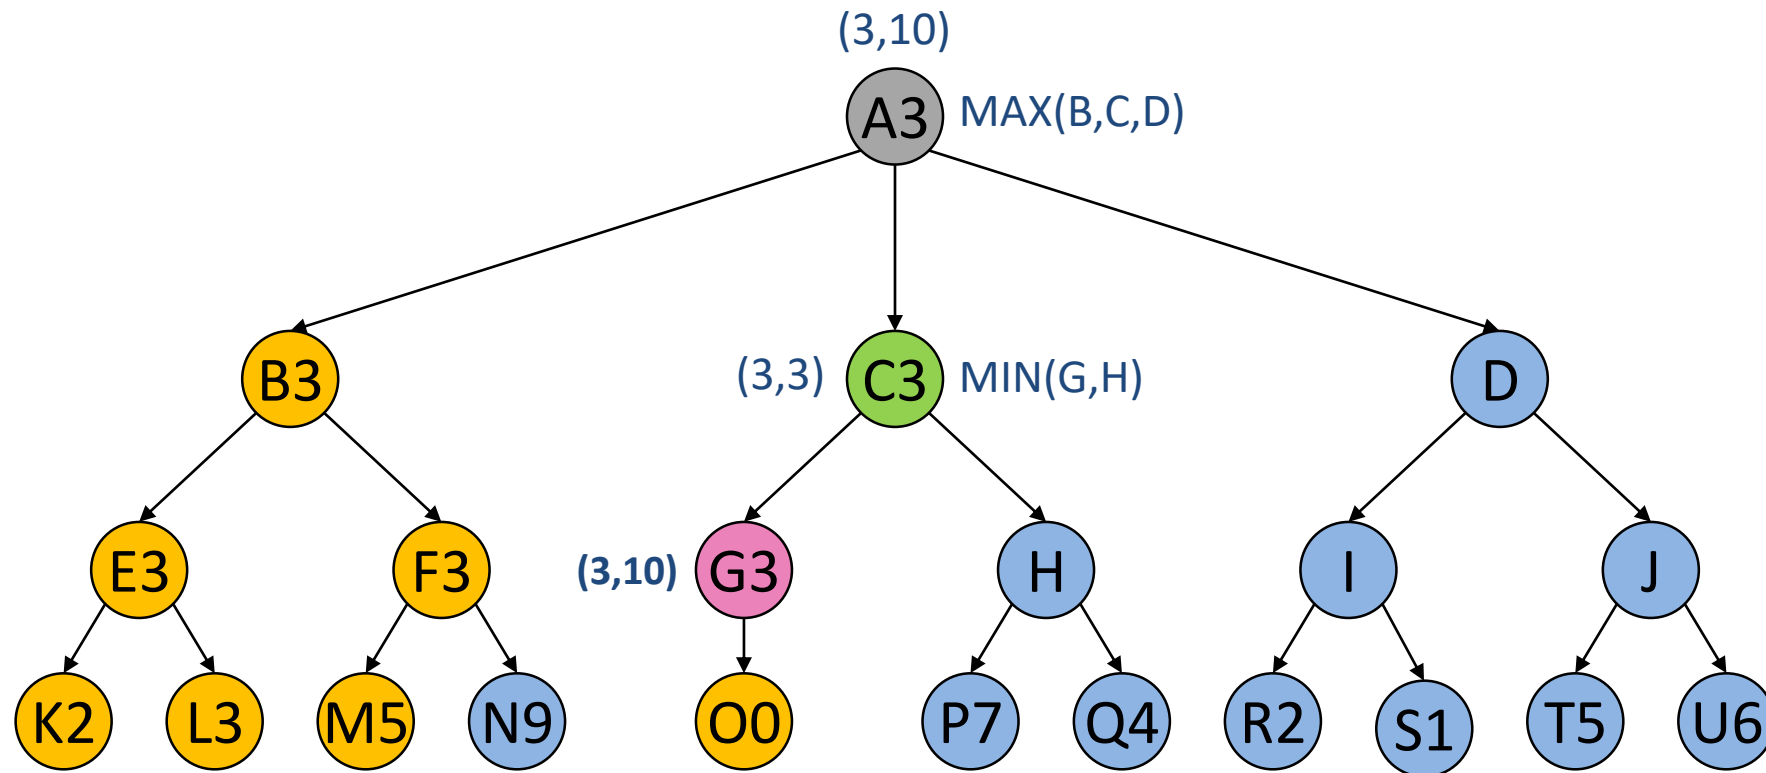 (3,10)
A3 MAX(B,C,D)
B3 (3,3) C3 MIN(G,H) D
E3 F3 (3,10) G3 H I J
K2 L3 M5 N9 O0 P7 Q4 R2 S1 T5 U6